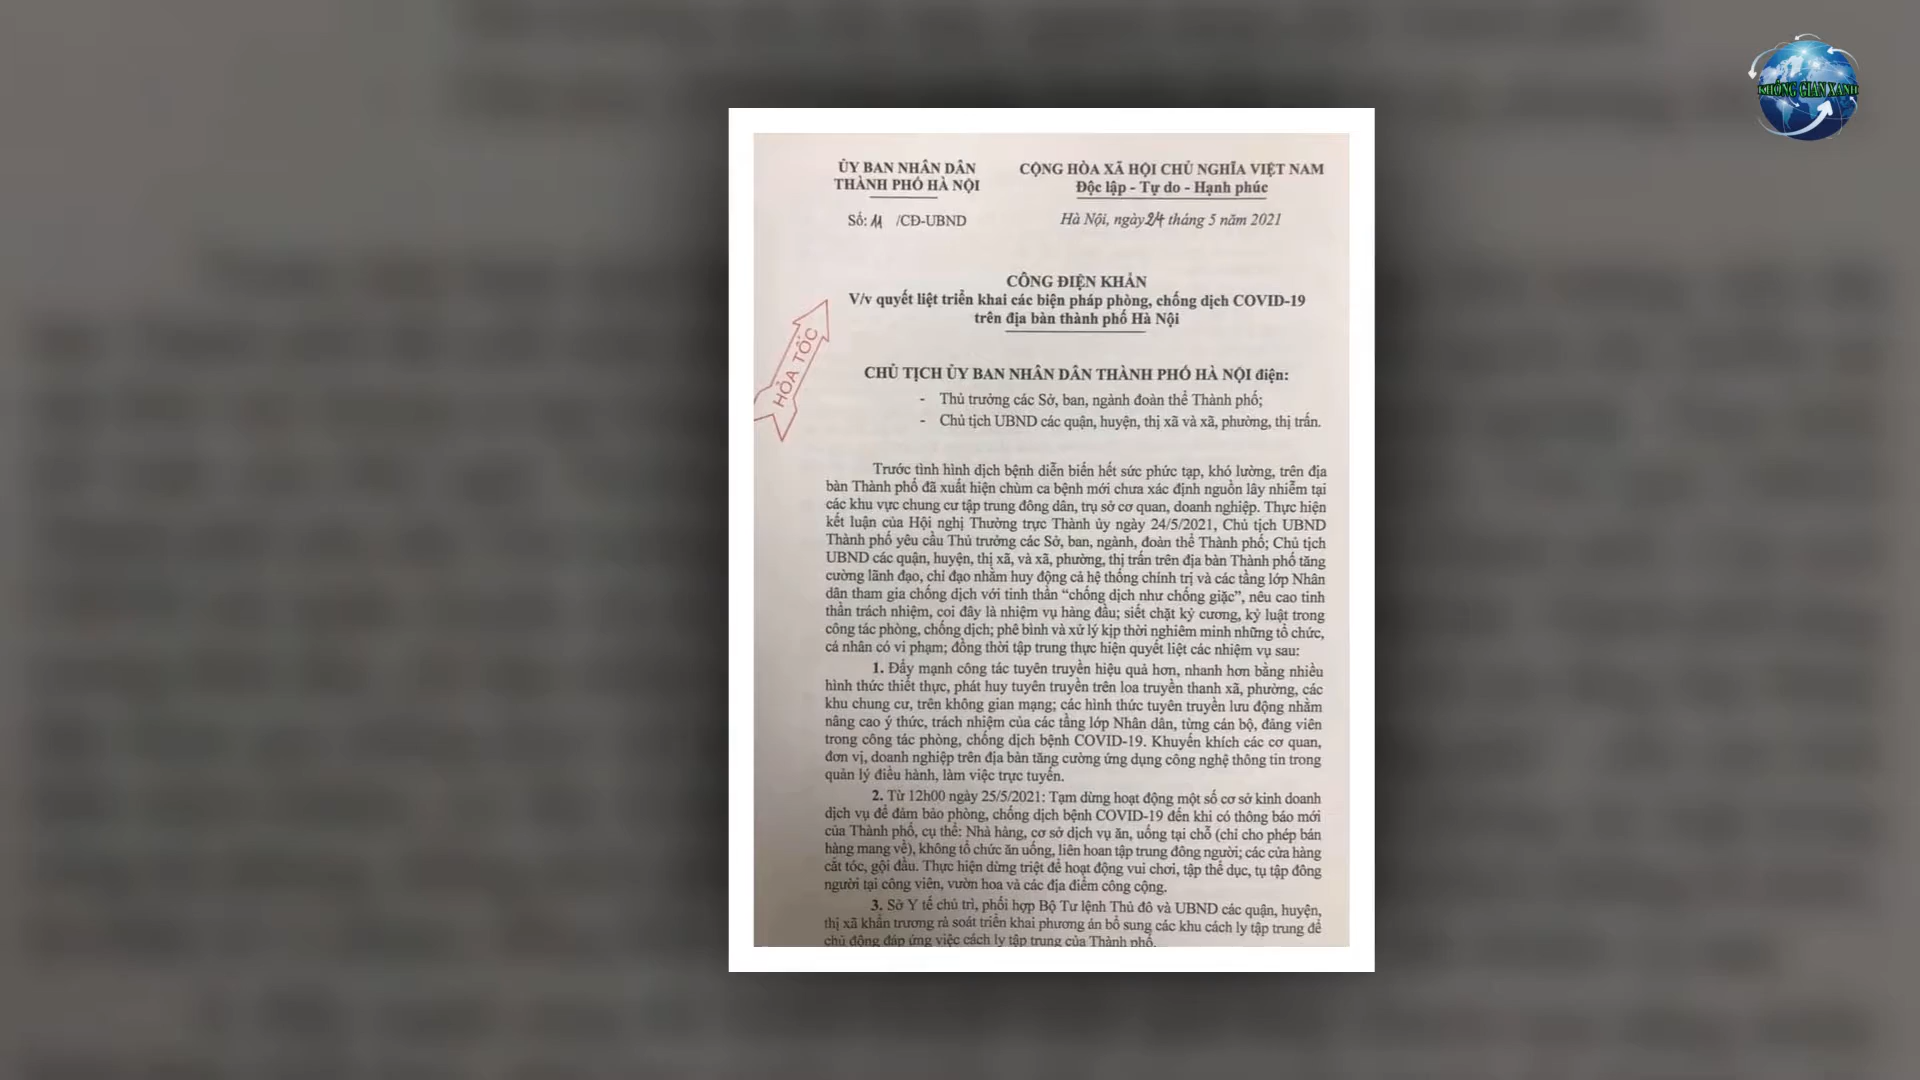 KHÔNG GIAN XANH
ỦY BAN NHÂN DÂN
THÀNH PHỐ HÀ NỘI
CỘNG HÒA XÃ HỘI CHỦ NGHĨA VIỆT NAM
Độc lập - Tự do - Hạnh phúc
Số: 11 /CĐ-UBND
Hà Nội, ngày 24 tháng 5 năm 2021
CÔNG ĐIỆN KHẨN
V/v quyết liệt triển khai các biện pháp phòng, chống dịch COVID-19
trên địa bàn thành phố Hà Nội
HỎA TỐC
CHỦ TỊCH ỦY BAN NHÂN DÂN THÀNH PHỐ HÀ NỘI điện:
- Thủ trưởng các Sở, ban, ngành đoàn thể Thành phố;
- Chủ tịch UBND các quận, huyện, thị xã và xã, phường, thị trấn.
Trước tình hình dịch bệnh diễn biến hết sức phức tạp, khó lường, trên địa
bàn Thành phố đã xuất hiện chùm ca bệnh mới chưa xác định nguồn lây nhiễm tại
các khu vực chung cư tập trung đông dân, trụ sở cơ quan, doanh nghiệp. Thực hiện
kết luận của Hội nghị Thường trực Thành ủy ngày 24/5/2021, Chủ tịch UBND
Thành phố yêu cầu Thủ trưởng các Sở, ban, ngành, đoàn thể Thành phố; Chủ tịch
UBND các quận, huyện, thị xã, và xã, phường, thị trấn trên địa bàn Thành phố tăng
cường lãnh đạo, chỉ đạo nhằm huy động cả hệ thống chính trị và các tầng lớp Nhân
dân tham gia chống dịch với tinh thần “chống dịch như chống giặc”, nêu cao tinh
thần trách nhiệm, coi đây là nhiệm vụ hàng đầu; siết chặt kỷ cương, kỷ luật trong
công tác phòng, chống dịch; phê bình và xử lý kịp thời nghiêm minh những tổ chức,
cá nhân có vi phạm; đồng thời tập trung thực hiện quyết liệt các nhiệm vụ sau:
1. Đẩy mạnh công tác tuyên truyền hiệu quả hơn, nhanh hơn bằng nhiều
hình thức thiết thực, phát huy tuyên truyền trên loa truyền thanh xã, phường, các
khu chung cư, trên không gian mạng; các hình thức tuyên truyền lưu động nhằm
nâng cao ý thức, trách nhiệm của các tầng lớp Nhân dân, từng cán bộ, đảng viên
trong công tác phòng, chống dịch bệnh COVID-19. Khuyến khích các cơ quan,
đơn vị, doanh nghiệp trên địa bàn tăng cường ứng dụng công nghệ thông tin trong
quản lý điều hành, làm việc trực tuyến.
2. Từ 12h00 ngày 25/5/2021: Tạm dừng hoạt động một số cơ sở kinh doanh
dịch vụ để đảm bảo phòng, chống dịch bệnh COVID-19 đến khi có thông báo mới
của Thành phố, cụ thể: Nhà hàng, cơ sở dịch vụ ăn, uống tại chỗ (chỉ cho phép bán
hàng mang về), không tổ chức ăn uống, liên hoan tập trung đông người; các cửa hàng
cắt tóc, gội đầu. Thực hiện dừng triệt để hoạt động vui chơi, tập thể dục, tụ tập đông
người tại công viên, vườn hoa và các địa điểm công cộng.
3. Sở Y tế chủ trì, phối hợp Bộ Tư lệnh Thủ đô và UBND các quận, huyện,
thị xã khẩn trương rà soát triển khai phương án bổ sung các khu cách ly tập trung để
chủ động đáp ứng việc cách ly tập trung của Thành phố.